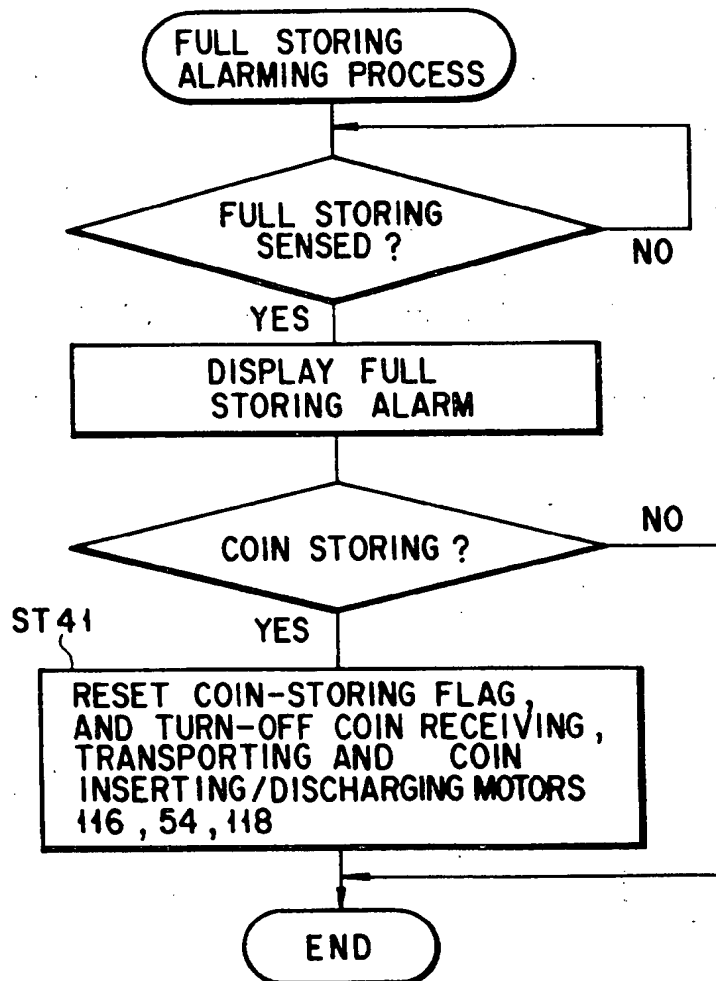 FULL STORING
ALARMING PROCESS
FULL STORING
SENSED ?
NO
YES
DISPLAY FULL
STORING ALARM
COIN STORING ?
NO
YES
ST41
RESET COIN-STORING FLAG,
AND TURN-OFF COIN RECEIVING,
TRANSPORTING AND COIN
INSERTING/DISCHARGING MOTORS
116, 54, 118
END